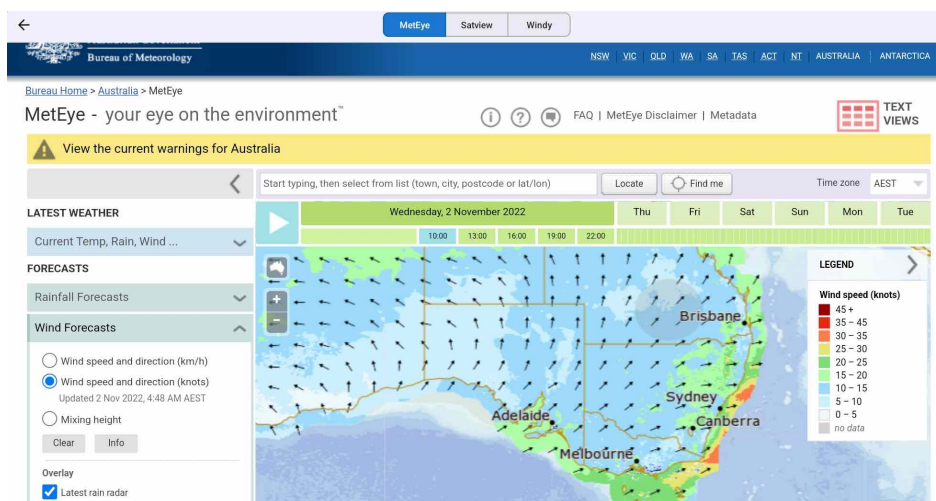 MetEye Satview Windy
Bureau of Meteorology
NSW VIC QLD WA SA TAS ACT NT AUSTRALIA ANTARCTICA
Bureau Home > Australia > MetEye
MetEye - your eye on the environment™
i ? FAQ | MetEye Disclaimer | Metadata
TEXT
VIEWS
View the current warnings for Australia
Start typing, then select from list (town, city, postcode or lat/lon) Locate Find me Time zone AEST
LATEST WEATHER
Current Temp, Rain, Wind ...
FORECASTS
Rainfall Forecasts
Wind Forecasts
Wind speed and direction (km/h)
Wind speed and direction (knots)
Updated 2 Nov 2022, 4:48 AM AEST
Mixing height
Clear Info
Overlay
Latest rain radar
Wednesday, 2 November 2022 Thu Fri Sat Sun Mon Tue
10:00 13:00 16:00 19:00 22:00
+
-
Brisbane
Sydney
Adelaide
Canberra
Melbourne
LEGEND
Wind speed (knots)
45 +
35 – 45
30 – 35
25 – 30
20 – 25
15 – 20
10 – 15
5 – 10
0 – 5
no data